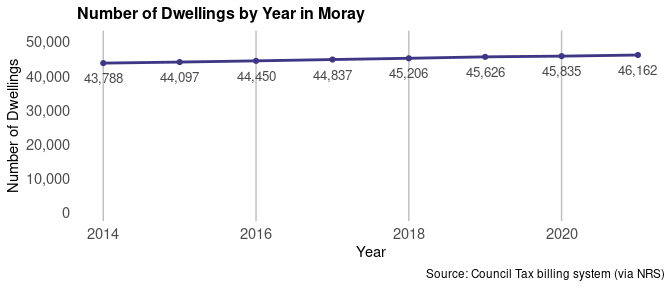 Number of Dwellings by Year in Moray
Number of Dwellings
50,000
40,000
30,000
20,000
10,000
0
43,788 44,097 44,450 44,837 45,206 45,626 45,835 46,162
2014 2016 2018 2020
Year
Source: Council Tax billing system (via NRS)